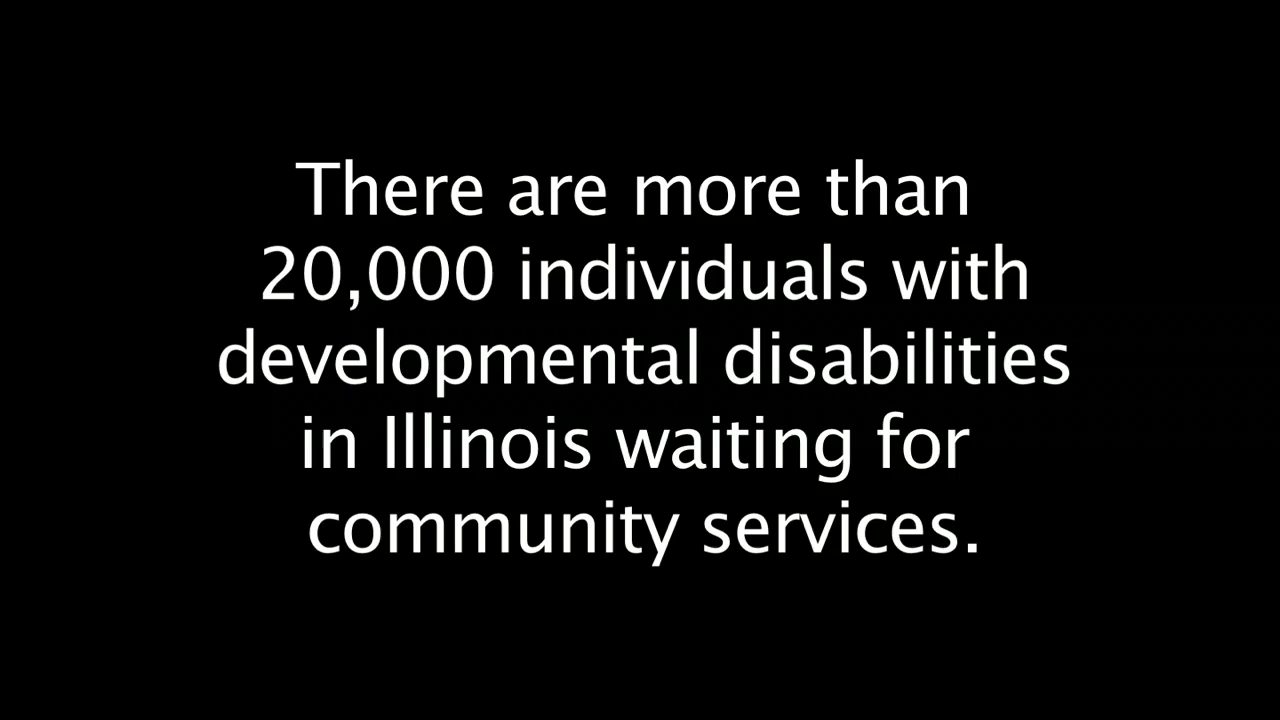 There are more than
20,000 individuals with
developmental disabilities
in Illinois waiting for
community services.